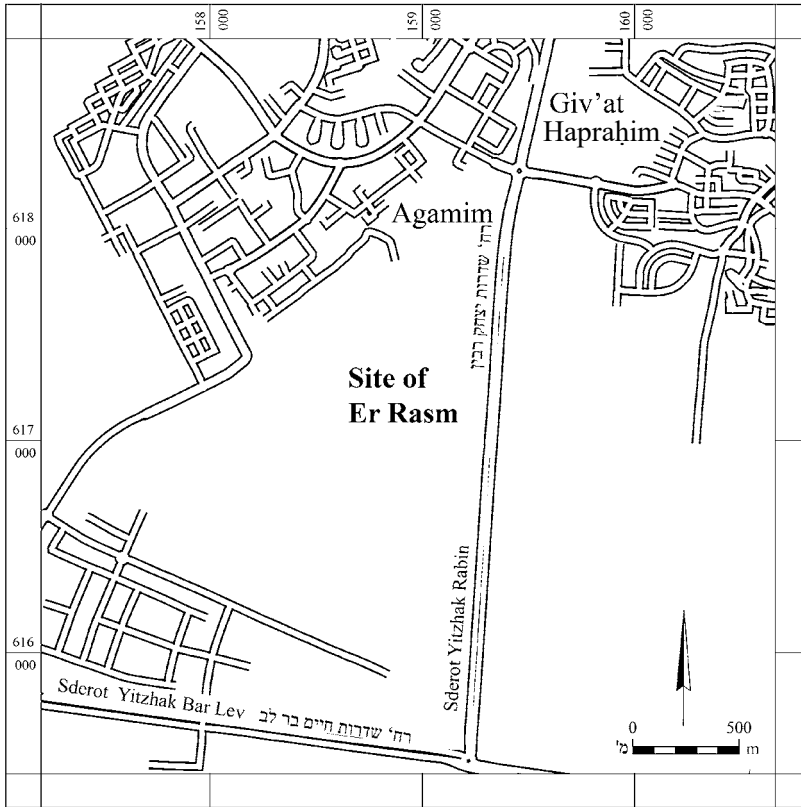 158
000
159
000
160
000
Giv'at
Hapraḥim
618
000
Agamim
רח' שדרות יצחק רבין
Site of
Er Rasm
617
000
Sderot Yitzhak Rabin
616
000
Sderot Yitzhak Bar Lev
רח' שדרות חיים בר לב
0
500
מ'
m